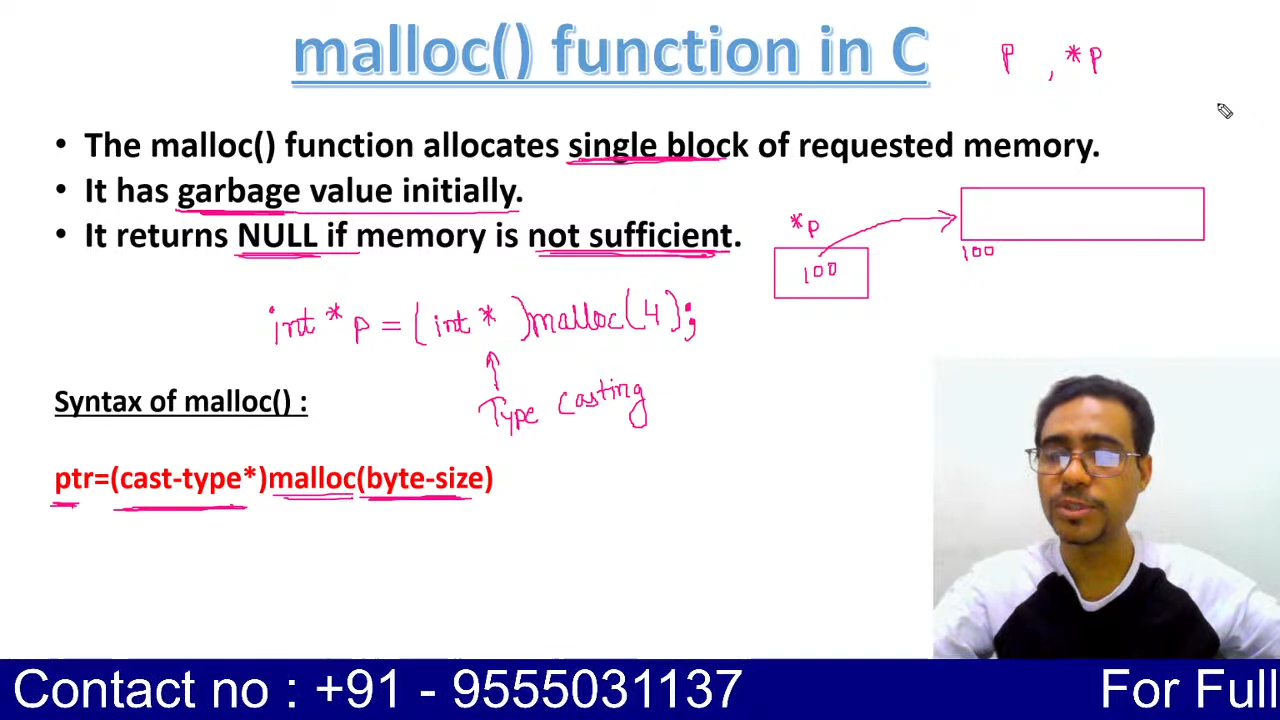 malloc() function in C
P , *P
• The malloc() function allocates single block of requested memory.
• It has garbage value initially.
• It returns NULL if memory is not sufficient.
*p
100
100
int *p = (int * )malloc(4);
Type casting
Syntax of malloc() :
ptr=(cast-type*)malloc(byte-size)
Contact no : +91 - 9555031137
For Full